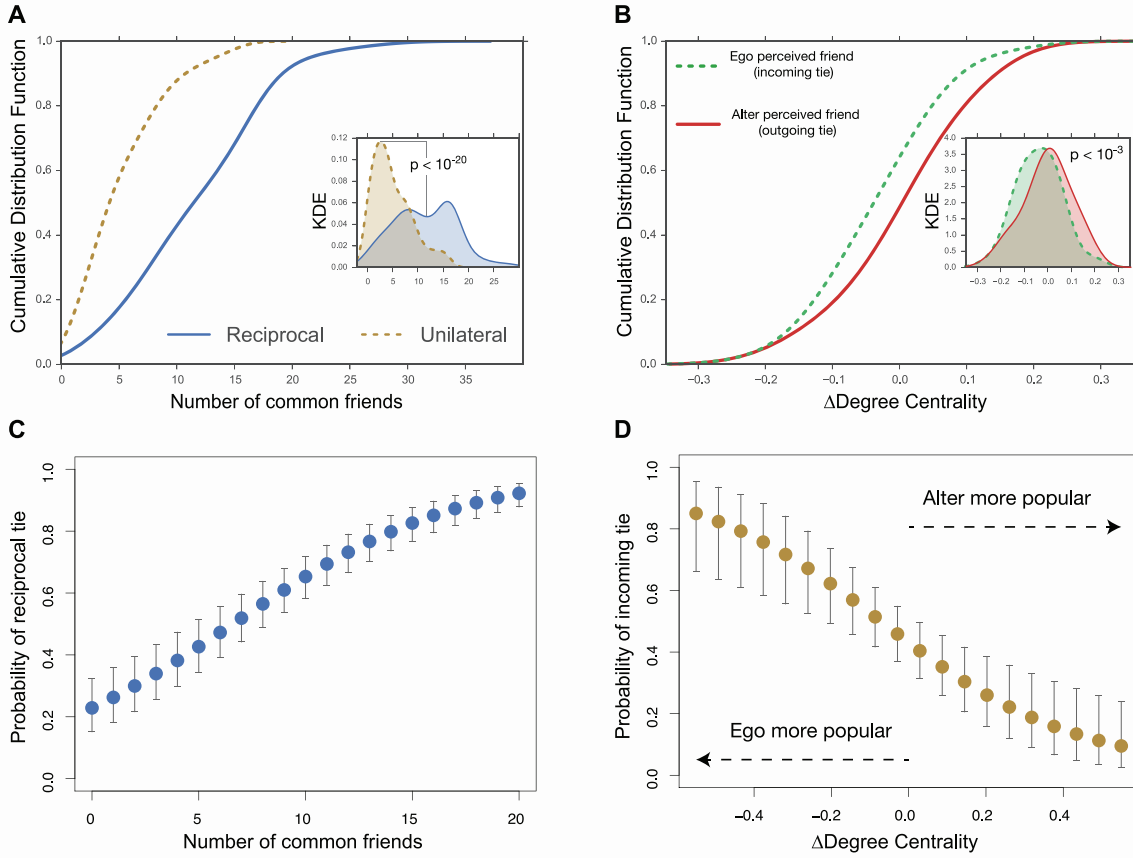 A
Cumulative Distribution Function
1.0
0.8
0.6
0.4
0.2
0.0
0 5 10 15 20 25 30 35
Number of common friends
Reciprocal Unilateral
KDE
0.12
0.10
0.08
0.06
0.04
0.02
0.00
0 5 10 15 20 25
p < 10⁻²⁰
B
Cumulative Distribution Function
1.0
0.8
0.6
0.4
0.2
0.0
−0.3 −0.2 −0.1 0.0 0.1 0.2 0.3
ΔDegree Centrality
Ego perceived friend
(incoming tie)
Alter perceived friend
(outgoing tie)
KDE
4.0
3.5
3.0
2.5
2.0
1.5
1.0
0.5
0.0
−0.3 −0.2 −0.1 0.0 0.1 0.2 0.3
p < 10⁻³
C
Probability of reciprocal tie
1.0
0.8
0.6
0.4
0.2
0.0
0 5 10 15 20
Number of common friends
D
Probability of incoming tie
1.0
0.8
0.6
0.4
0.2
0.0
Alter more popular
Ego more popular
−0.4 −0.2 0.0 0.2 0.4
ΔDegree Centrality